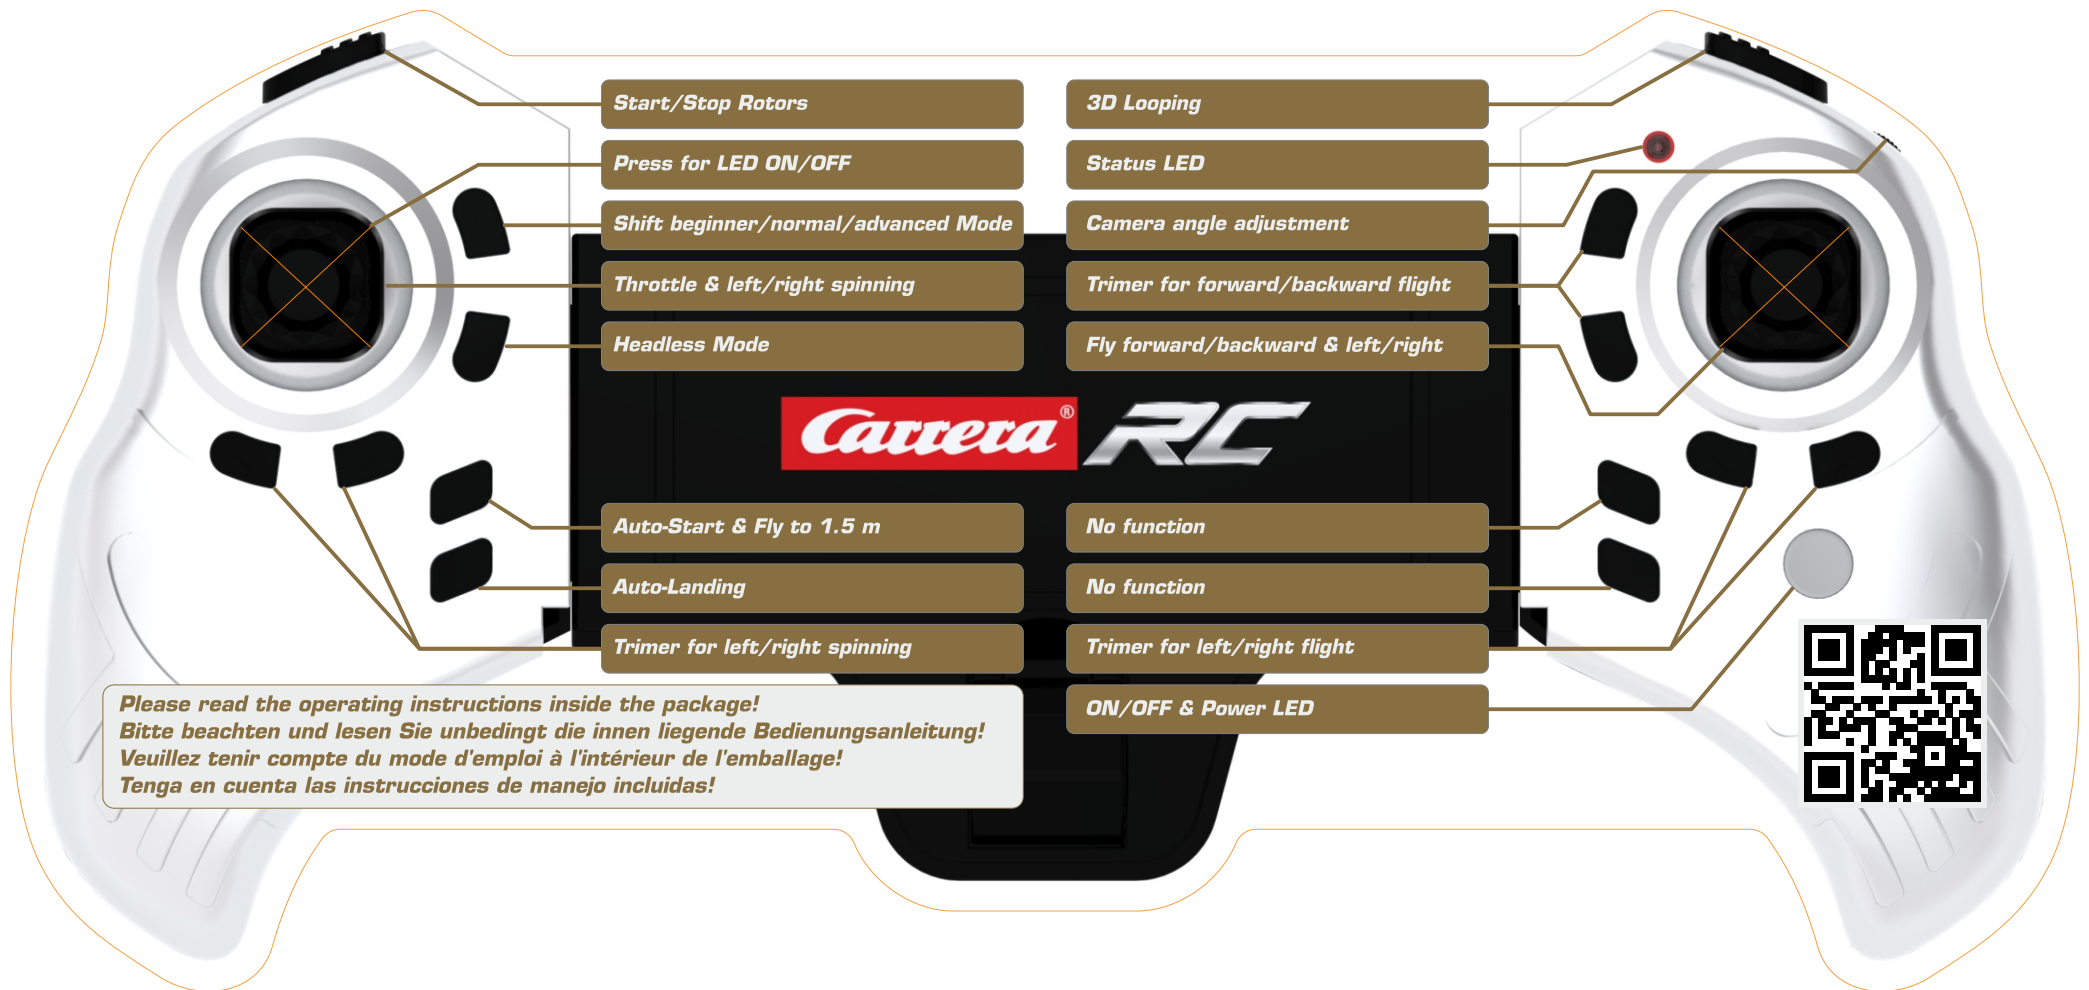 Start/Stop Rotors
Press for LED ON/OFF
Shift beginner/normal/advanced Mode
Throttle & left/right spinning
Headless Mode
3D Looping
Status LED
Camera angle adjustment
Trimer for forward/backward flight
Fly forward/backward & left/right
Carrera® RC
Auto-Start & Fly to 1.5 m
Auto-Landing
Trimer for left/right spinning
No function
No function
Trimer for left/right flight
ON/OFF & Power LED
Please read the operating instructions inside the package!
Bitte beachten und lesen Sie unbedingt die innen liegende Bedienungsanleitung!
Veuillez tenir compte du mode d'emploi à l'intérieur de l'emballage!
Tenga en cuenta las instrucciones de manejo incluidas!